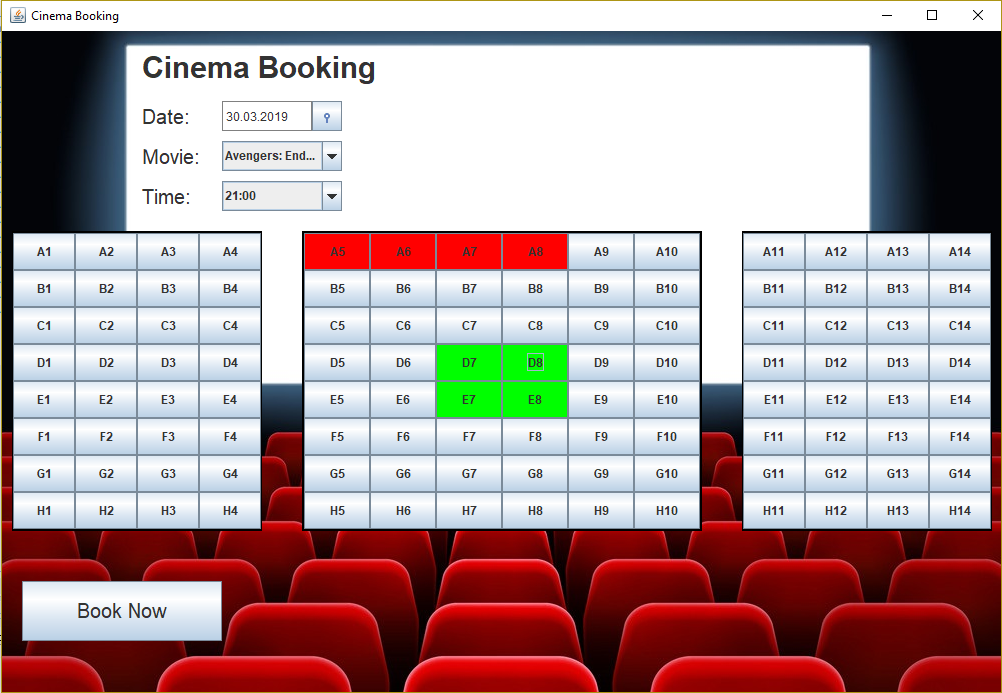 Cinema Booking
Cinema Booking
Date: 30.03.2019
Movie: Avengers: End...
Time: 21:00
A1 A2 A3 A4 A5 A6 A7 A8 A9 A10 A11 A12 A13 A14
B1 B2 B3 B4 B5 B6 B7 B8 B9 B10 B11 B12 B13 B14
C1 C2 C3 C4 C5 C6 C7 C8 C9 C10 C11 C12 C13 C14
D1 D2 D3 D4 D5 D6 D7 D8 D9 D10 D11 D12 D13 D14
E1 E2 E3 E4 E5 E6 E7 E8 E9 E10 E11 E12 E13 E14
F1 F2 F3 F4 F5 F6 F7 F8 F9 F10 F11 F12 F13 F14
G1 G2 G3 G4 G5 G6 G7 G8 G9 G10 G11 G12 G13 G14
H1 H2 H3 H4 H5 H6 H7 H8 H9 H10 H11 H12 H13 H14
Book Now